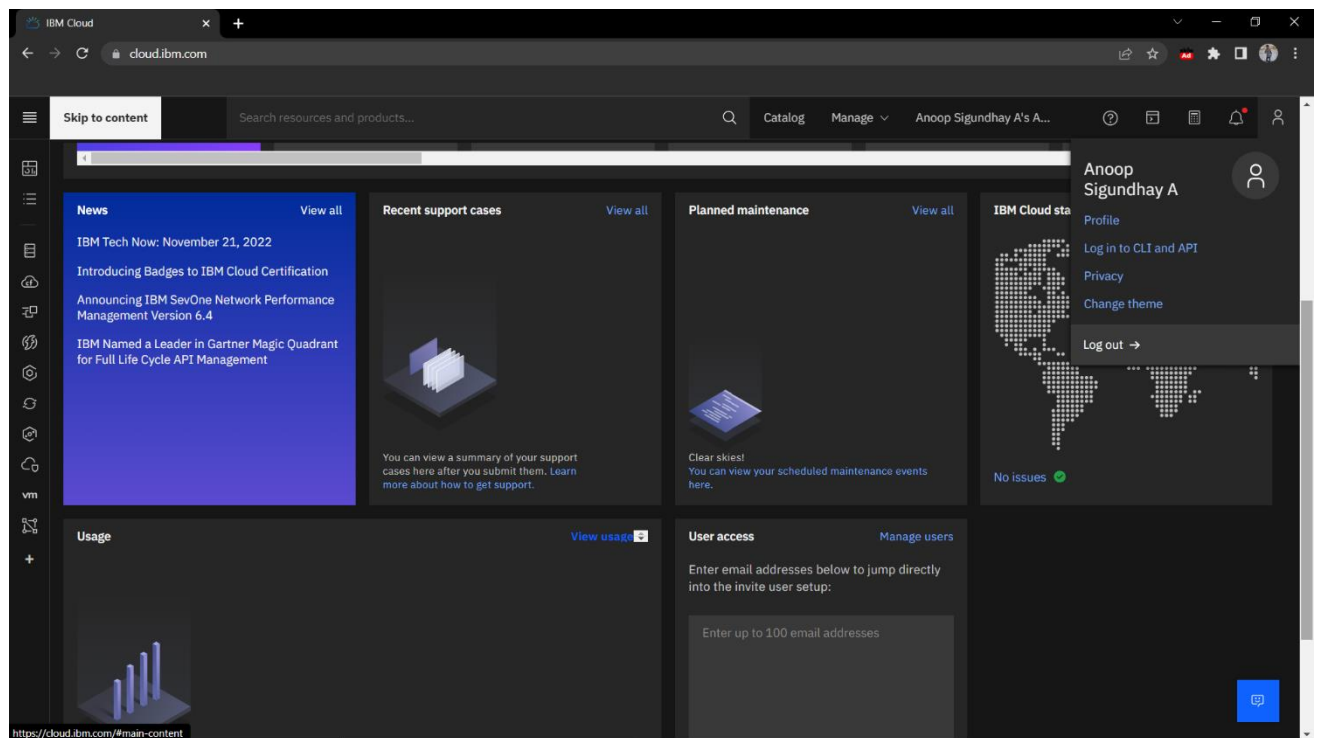 IBM Cloud
cloud.ibm.com
Ad
Skip to content
Search resources and products...
Catalog
Manage
Anoop Sigundhay A's A...
Anoop
Sigundhay A
Profile
Log in to CLI and API
Privacy
Change theme
Log out →
News
View all
IBM Tech Now: November 21, 2022
Introducing Badges to IBM Cloud Certification
Announcing IBM SevOne Network Performance
Management Version 6.4
IBM Named a Leader in Gartner Magic Quadrant
for Full Life Cycle API Management
Recent support cases
View all
You can view a summary of your support
cases here after you submit them. Learn
more about how to get support.
Planned maintenance
View all
Clear skies!
You can view your scheduled maintenance events
here.
IBM Cloud sta
No issues
vm
Usage
View usage
User access
Manage users
Enter email addresses below to jump directly
into the invite user setup:
Enter up to 100 email addresses
https://cloud.ibm.com/#main-content